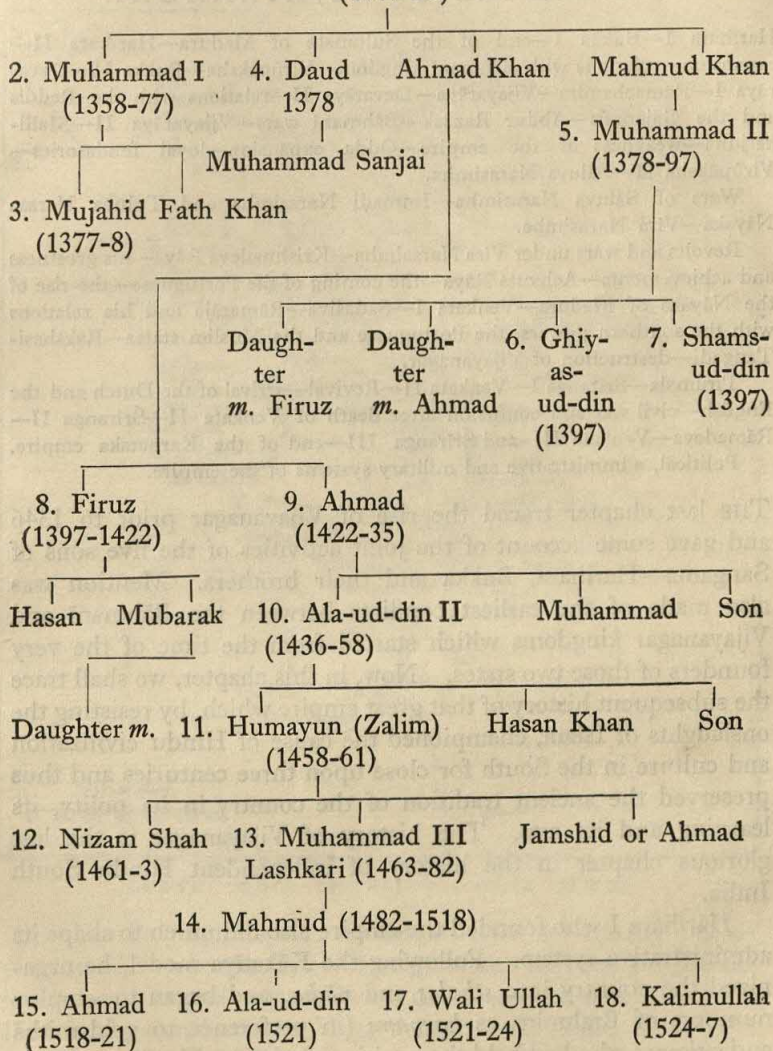 2. Muhammad I 4. Daud Ahmad Khan Mahmud Khan
(1358-77) 1378
5. Muhammad II
Muhammad Sanjai (1378-97)
3. Mujahid Fath Khan
(1377-8)
Daugh- Daugh- 6. Ghiy- 7. Shams-
ter ter as- ud-din
m. Firuz m. Ahmad ud-din (1397)
(1397)
8. Firuz 9. Ahmad
(1397-1422) (1422-35)
Hasan Mubarak 10. Ala-ud-din II Muhammad Son
(1436-58)
Daughter m. 11. Humayun (Zalim) Hasan Khan Son
(1458-61)
12. Nizam Shah 13. Muhammad III Jamshid or Ahmad
(1461-3) Lashkari (1463-82)
14. Mahmud (1482-1518)
15. Ahmad 16. Ala-ud-din 17. Wali Ullah 18. Kalimullah
(1518-21) (1521) (1521-24) (1524-7)